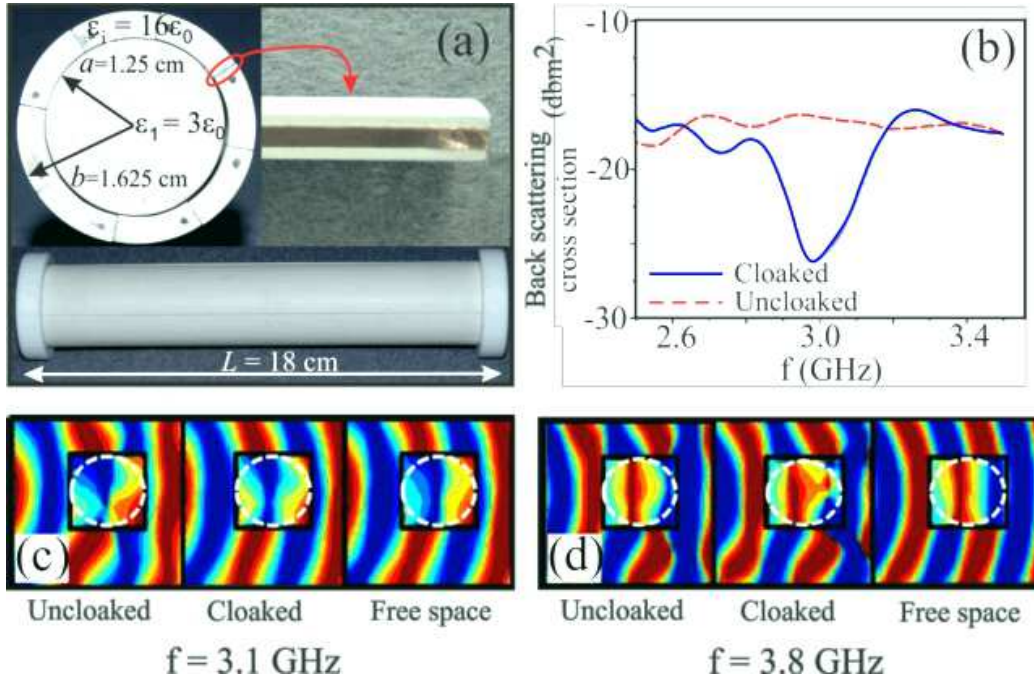 (a)
εᵢ = 16ε₀
a=1.25 cm
ε₁ = 3ε₀
b=1.625 cm
L = 18 cm
(b)
Back scattering (dbm²)
cross section
-10
-20
-30
Cloaked
Uncloaked
2.6 3.0 3.4
f (GHz)
(c)
Uncloaked Cloaked Free space
f = 3.1 GHz
(d)
Uncloaked Cloaked Free space
f = 3.8 GHz